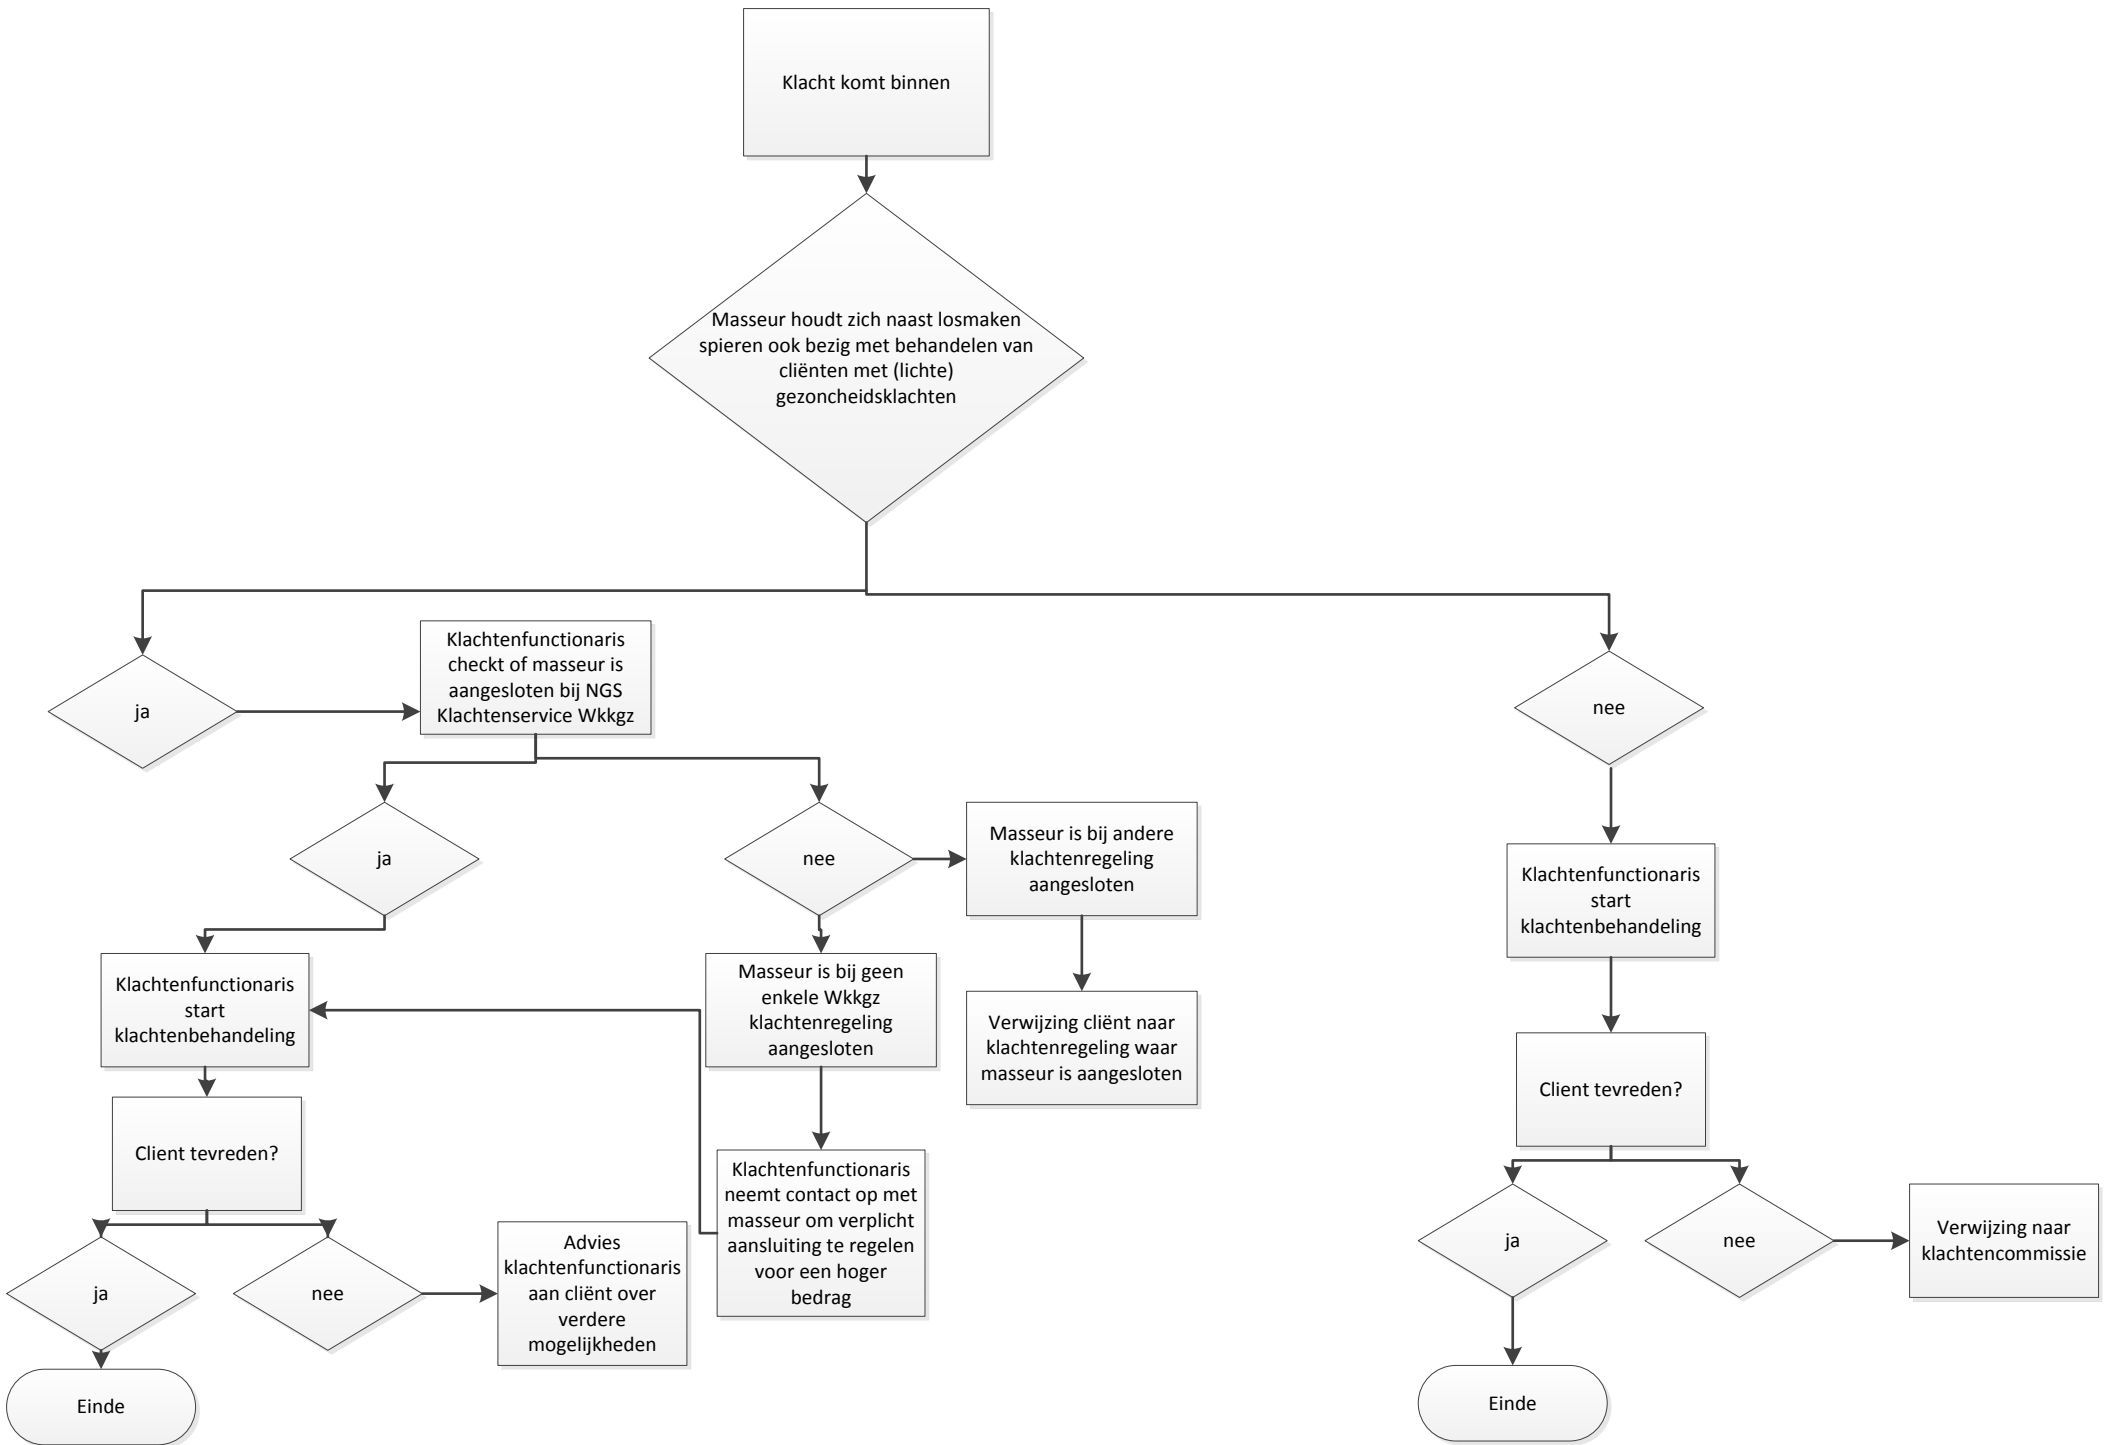 Klacht komt binnen
Masseur houdt zich naast losmaken
spieren ook bezig met behandelen van
cliënten met (lichte)
gezoncheidsklachten
ja
Klachtenfunctionaris
checkt of masseur is
aangesloten bij NGS
Klachtenservice Wkkgz
nee
ja
nee
Masseur is bij andere
klachtenregeling
aangesloten
Klachtenfunctionaris
start
klachtenbehandeling
Klachtenfunctionaris
start
klachtenbehandeling
Masseur is bij geen
enkele Wkkgz
klachtenregeling
aangesloten
Verwijzing cliënt naar
klachtenregeling waar
masseur is aangesloten
Client tevreden?
Client tevreden?
Klachtenfunctionaris
neemt contact op met
masseur om verplicht
aansluiting te regelen
voor een hoger
bedrag
ja
nee
Advies
klachtenfunctionaris
aan cliënt over
verdere
mogelijkheden
ja
nee
Verwijzing naar
klachtencommissie
Einde
Einde